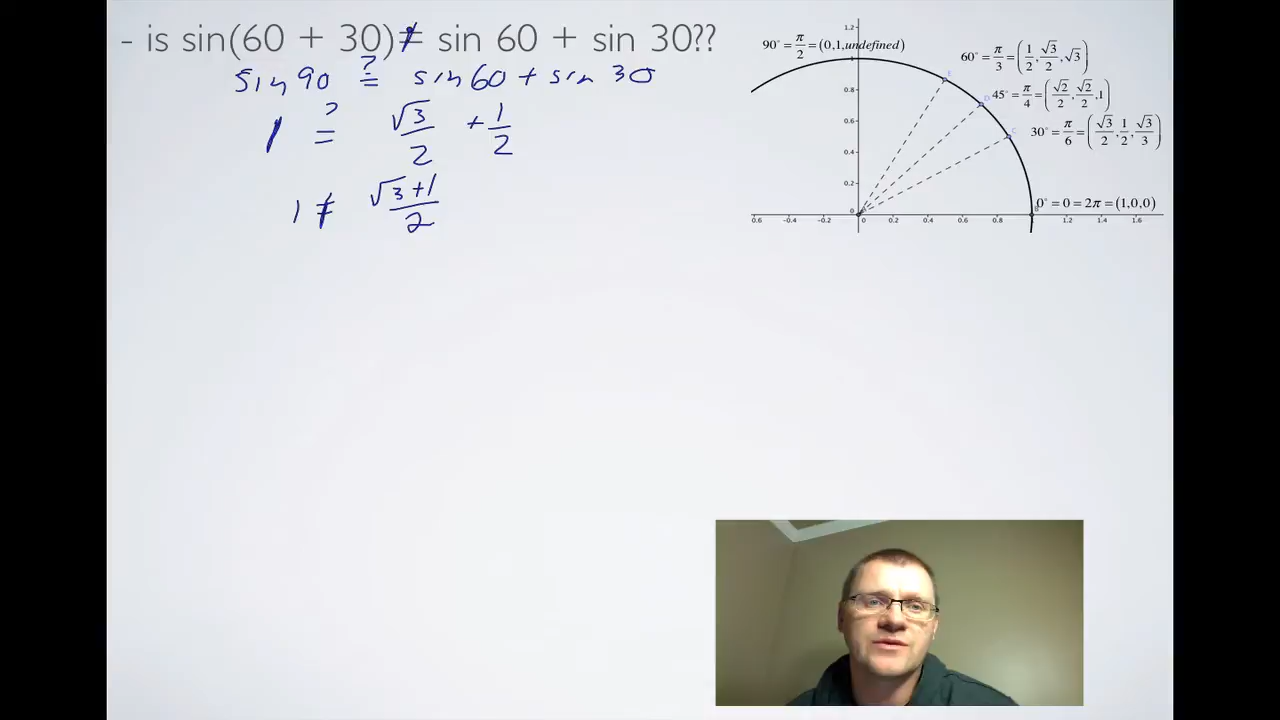 - is sin(60 + 30) ≠ sin 60 + sin 30??
sin 90 ?= sin 60 + sin 30
1 ?= √3/2 + 1/2
1 ≠ (√3+1)/2
90° = π/2 = (0,1,undefined)
60° = π/3 = (1/2, √3/2, √3)
45° = π/4 = (√2/2, √2/2, 1)
30° = π/6 = (√3/2, 1/2, √3/3)
0° = 0 = 2π = (1,0,0)
1.2
1
0.8
0.6
0.4
0.2
0
0.6 -0.4 -0.2 0 0.2 0.4 0.6 0.8 1.2 1.4 1.6
E
D
C